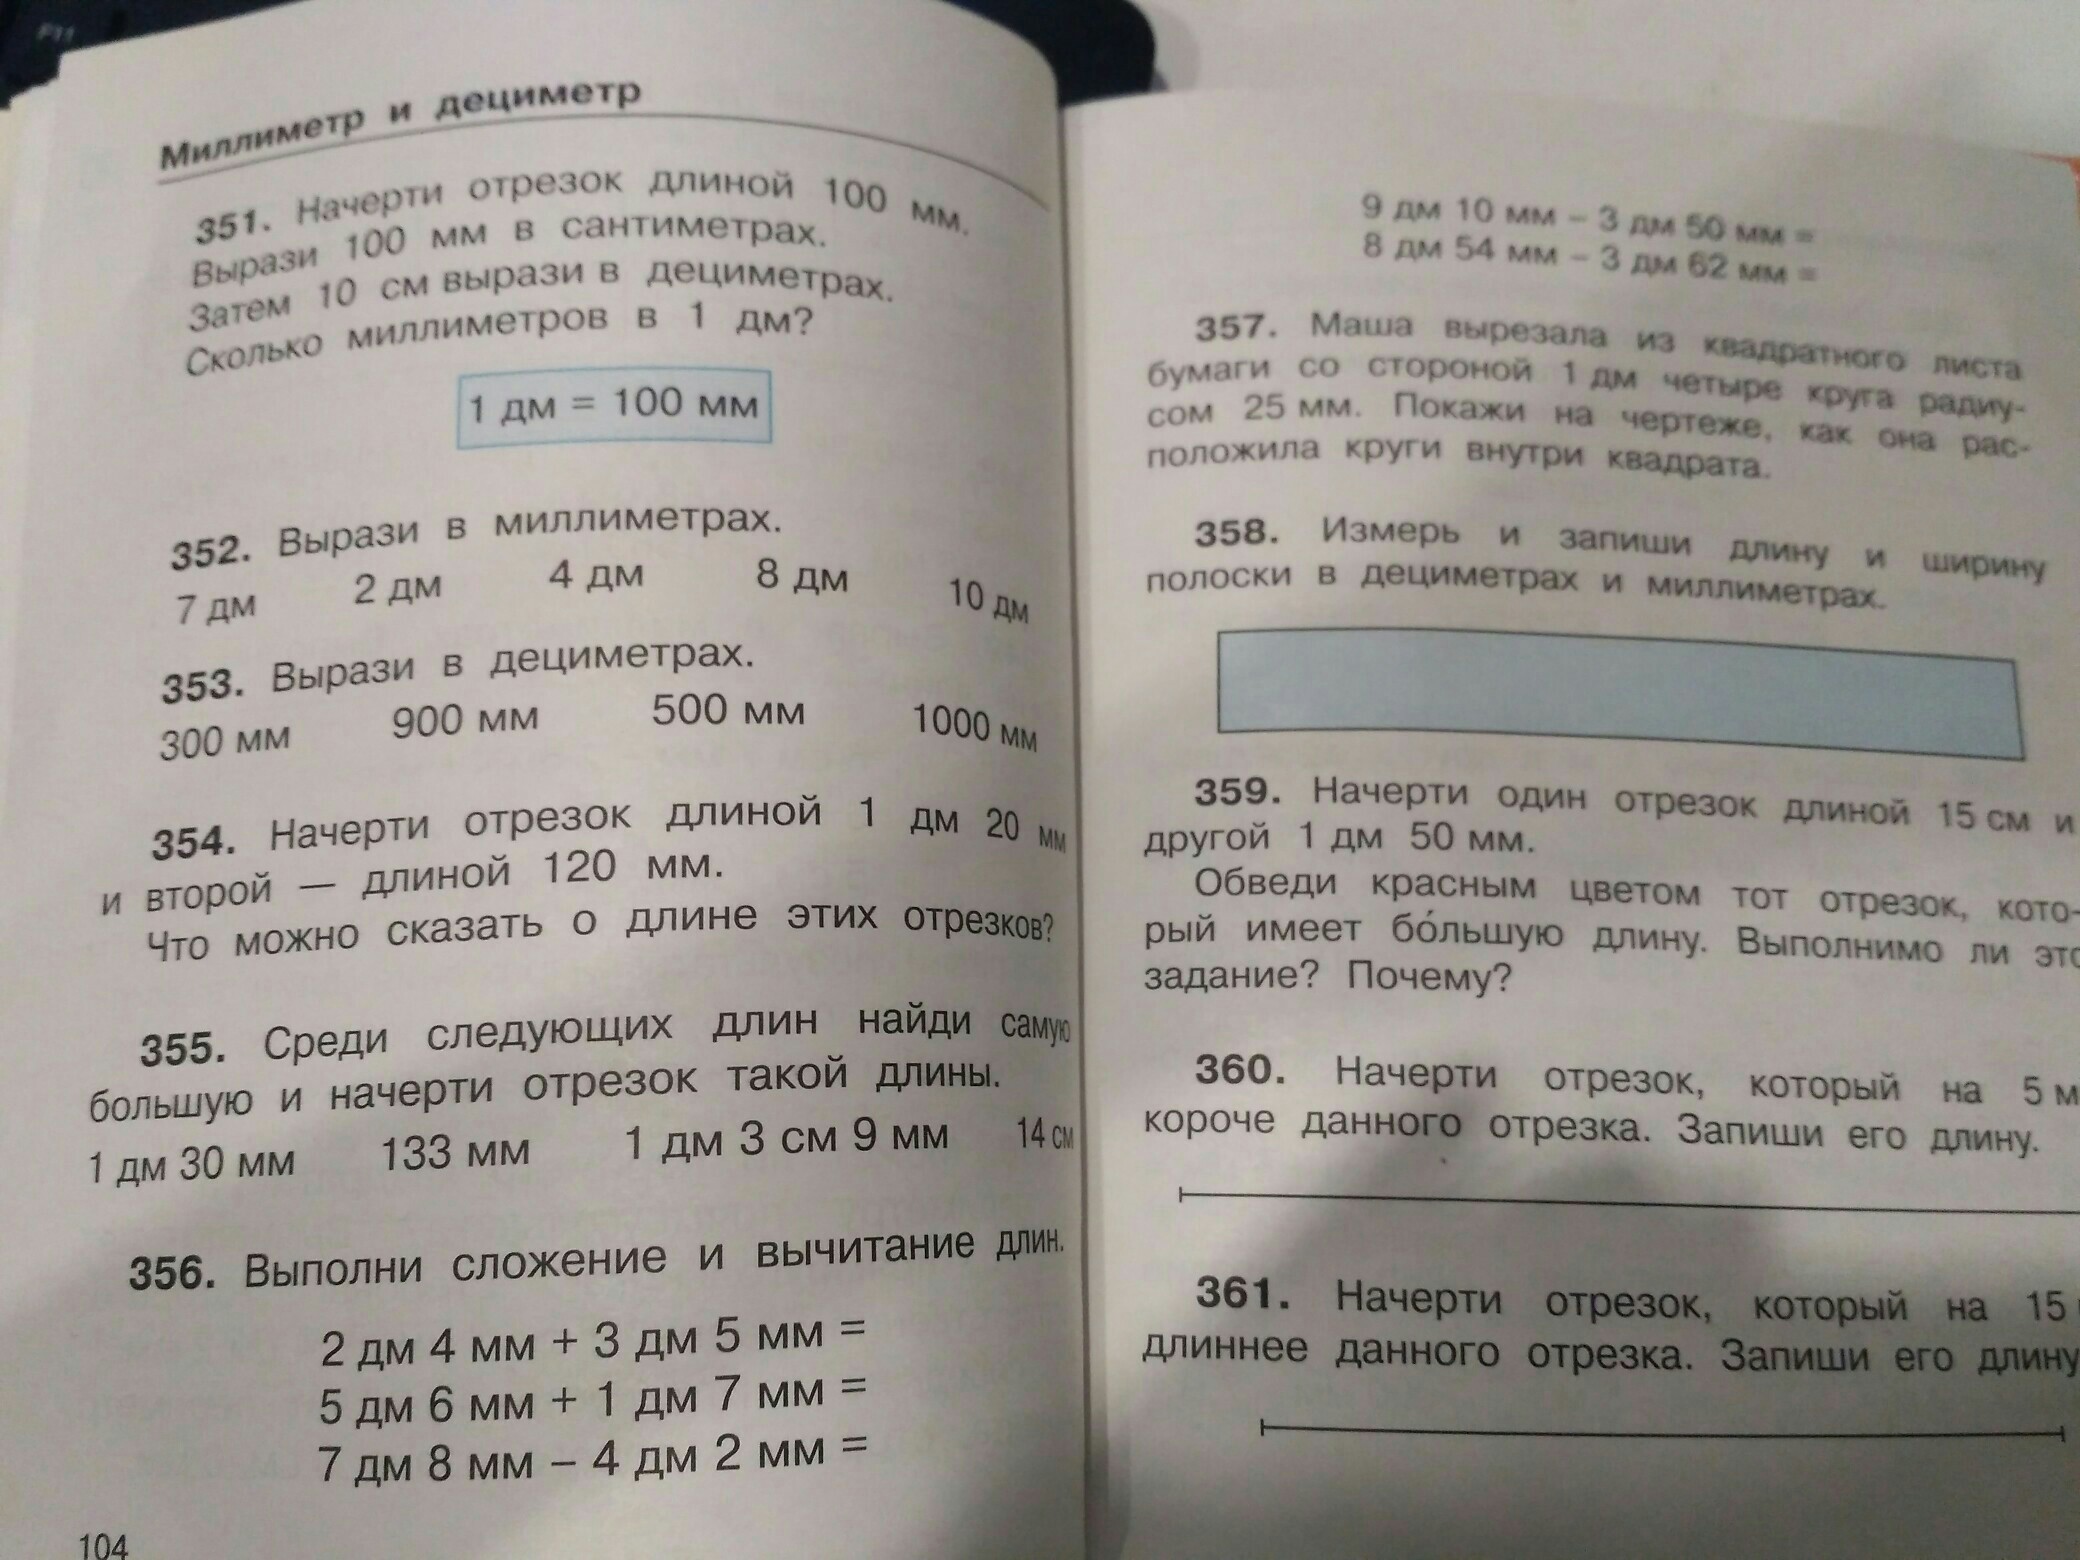 F11
Миллиметр и дециметр
351. Начерти отрезок длиной 100 мм.
Вырази 100 мм в сантиметрах.
Затем 10 см вырази в дециметрах.
Сколько миллиметров в 1 дм?
1 дм = 100 мм
352. Вырази в миллиметрах.
7 дм 2 дм 4 дм 8 дм 10 дм
353. Вырази в дециметрах.
300 мм 900 мм 500 мм 1000 мм
354. Начерти отрезок длиной 1 дм 20 мм
и второй — длиной 120 мм.
Что можно сказать о длине этих отрезков?
355. Среди следующих длин найди самую
большую и начерти отрезок такой длины.
1 дм 30 мм 133 мм 1 дм 3 см 9 мм 14 см
356. Выполни сложение и вычитание длин.
2 дм 4 мм + 3 дм 5 мм =
5 дм 6 мм + 1 дм 7 мм =
7 дм 8 мм – 4 дм 2 мм =
104
9 дм 10 мм – 3 дм 50 мм =
8 дм 54 мм – 3 дм 62 мм =
357. Маша вырезала из квадратного листа
бумаги со стороной 1 дм четыре круга радиу-
сом 25 мм. Покажи на чертеже, как она рас-
положила круги внутри квадрата.
358. Измерь и запиши длину и ширину
полоски в дециметрах и миллиметрах.
359. Начерти один отрезок длиной 15 см и
другой 1 дм 50 мм.
Обведи красным цветом тот отрезок, кото-
рый имеет бо́льшую длину. Выполнимо ли это
задание? Почему?
360. Начерти отрезок, который на 5 м
короче данного отрезка. Запиши его длину.
361. Начерти отрезок, который на 15
длиннее данного отрезка. Запиши его длину